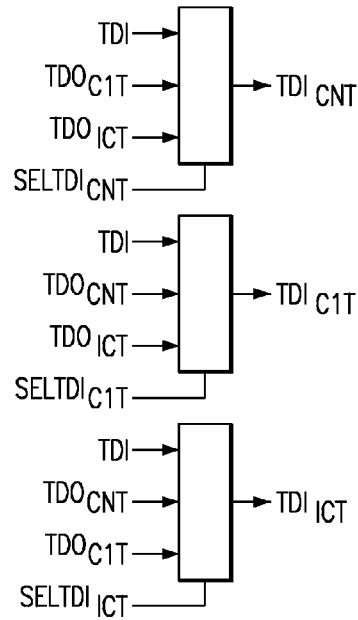 TDI
TDO C1T
TDI CNT
TDO ICT
SELTDI CNT
TDI
TDO CNT
TDI C1T
TDO ICT
SELTDI C1T
TDI
TDO CNT
TDI ICT
TDO C1T
SELTDI ICT